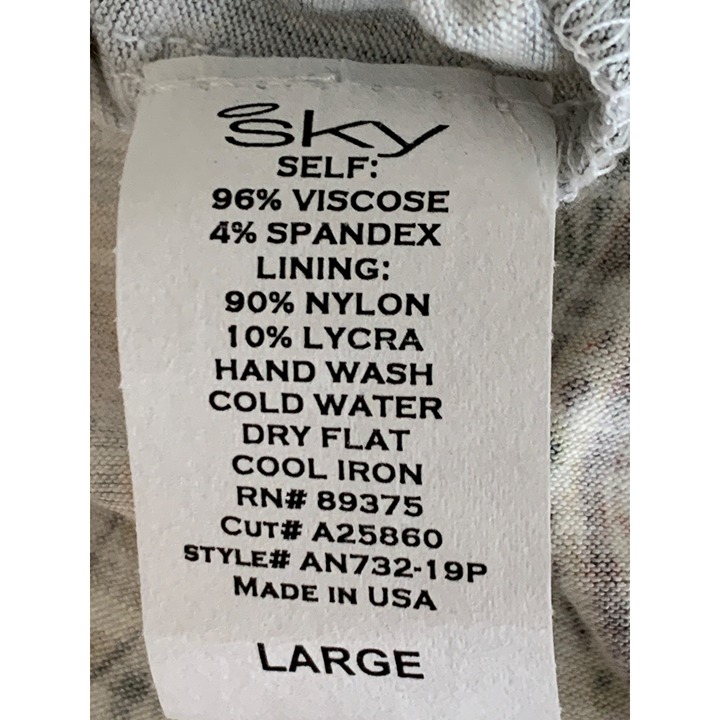 sky
SELF:
96% VISCOSE
4% SPANDEX
LINING:
90% NYLON
10% LYCRA
HAND WASH
COLD WATER
DRY FLAT
COOL IRON
RN# 89375
CUT# A25860
STYLE# AN732-19P
MADE IN USA
LARGE